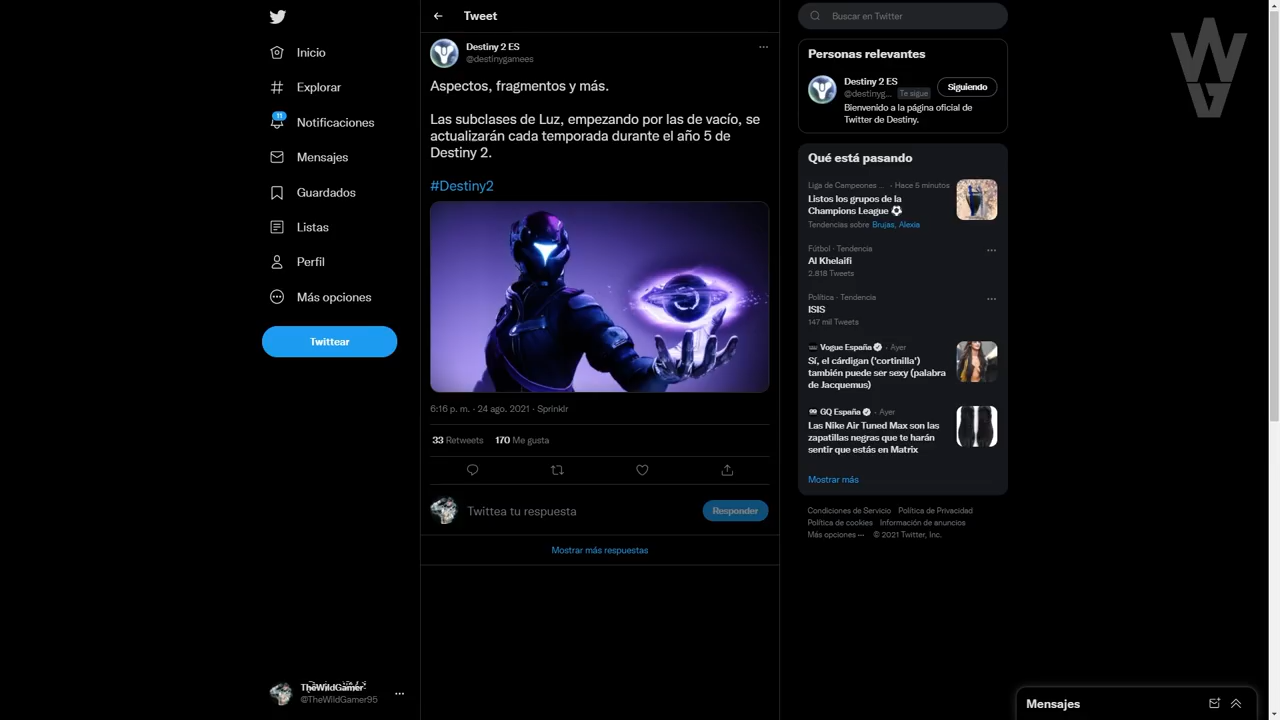 Inicio
Explorar
11
Notificaciones
Mensajes
Guardados
Listas
Perfil
Más opciones
Twittear
TheWildGamer
@TheWildGamer95
Tweet
Destiny 2 ES
@destinygamees
Aspectos, fragmentos y más.
Las subclases de Luz, empezando por las de vacío, se
actualizarán cada temporada durante el año 5 de
Destiny 2.
#Destiny2
6:16 p. m. · 24 ago. 2021 · Sprinklr
33 Retweets 170 Me gusta
Twittea tu respuesta
Responder
Mostrar más respuestas
Buscar en Twitter
Personas relevantes
Destiny 2 ES
@destinyg... Te sigue
Siguiendo
Bienvenido a la página oficial de
Twitter de Destiny.
Qué está pasando
Liga de Campeones ... · Hace 5 minutos
Listos los grupos de la
Champions League
Tendencias sobre Brujas, Alexia
Fútbol · Tendencia
Al Khelaifi
2.818 Tweets
Política · Tendencia
ISIS
147 mil Tweets
Vogue España · Ayer
Sí, el cárdigan ('cortinilla')
también puede ser sexy (palabra
de Jacquemus)
GQ España · Ayer
Las Nike Air Tuned Max son las
zapatillas negras que te harán
sentir que estás en Matrix
Mostrar más
Condiciones de Servicio Política de Privacidad
Política de cookies Información de anuncios
Más opciones ··· © 2021 Twitter, Inc.
Mensajes